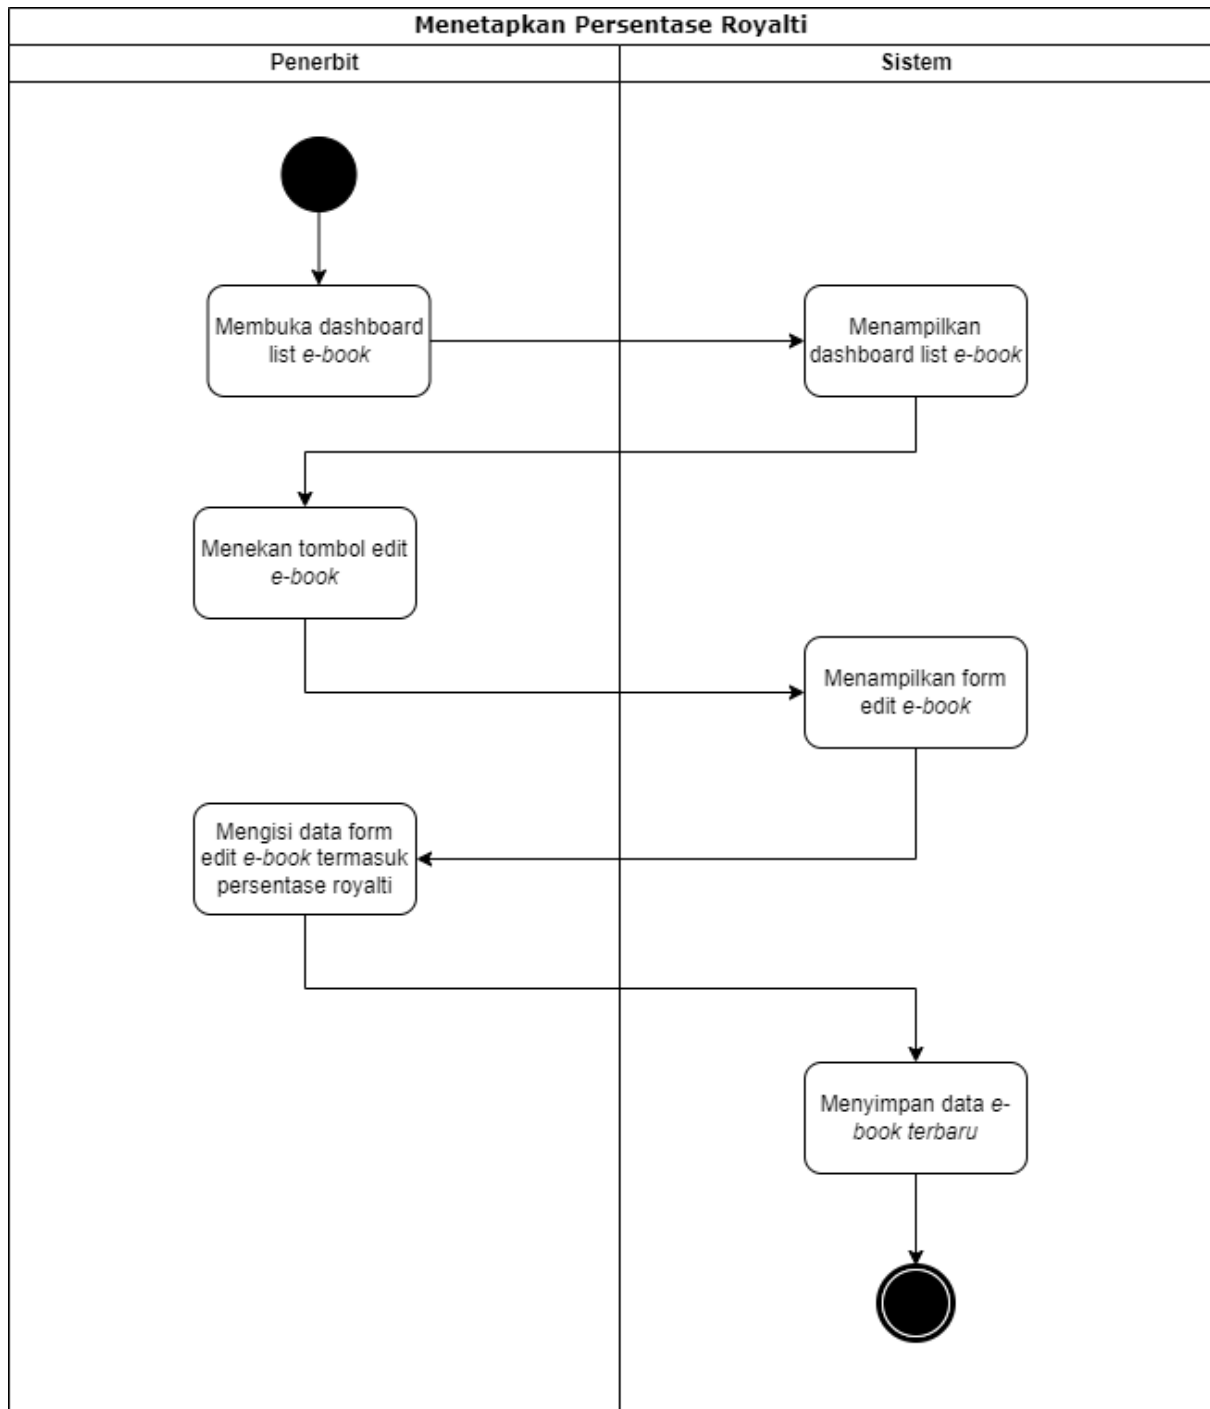 Menetapkan Persentase Royalti
Penerbit
Sistem
Membuka dashboard
list e-book
Menampilkan
dashboard list e-book
Menekan tombol edit
e-book
Menampilkan form
edit e-book
Mengisi data form
edit e-book termasuk
persentase royalti
Menyimpan data e-
book terbaru